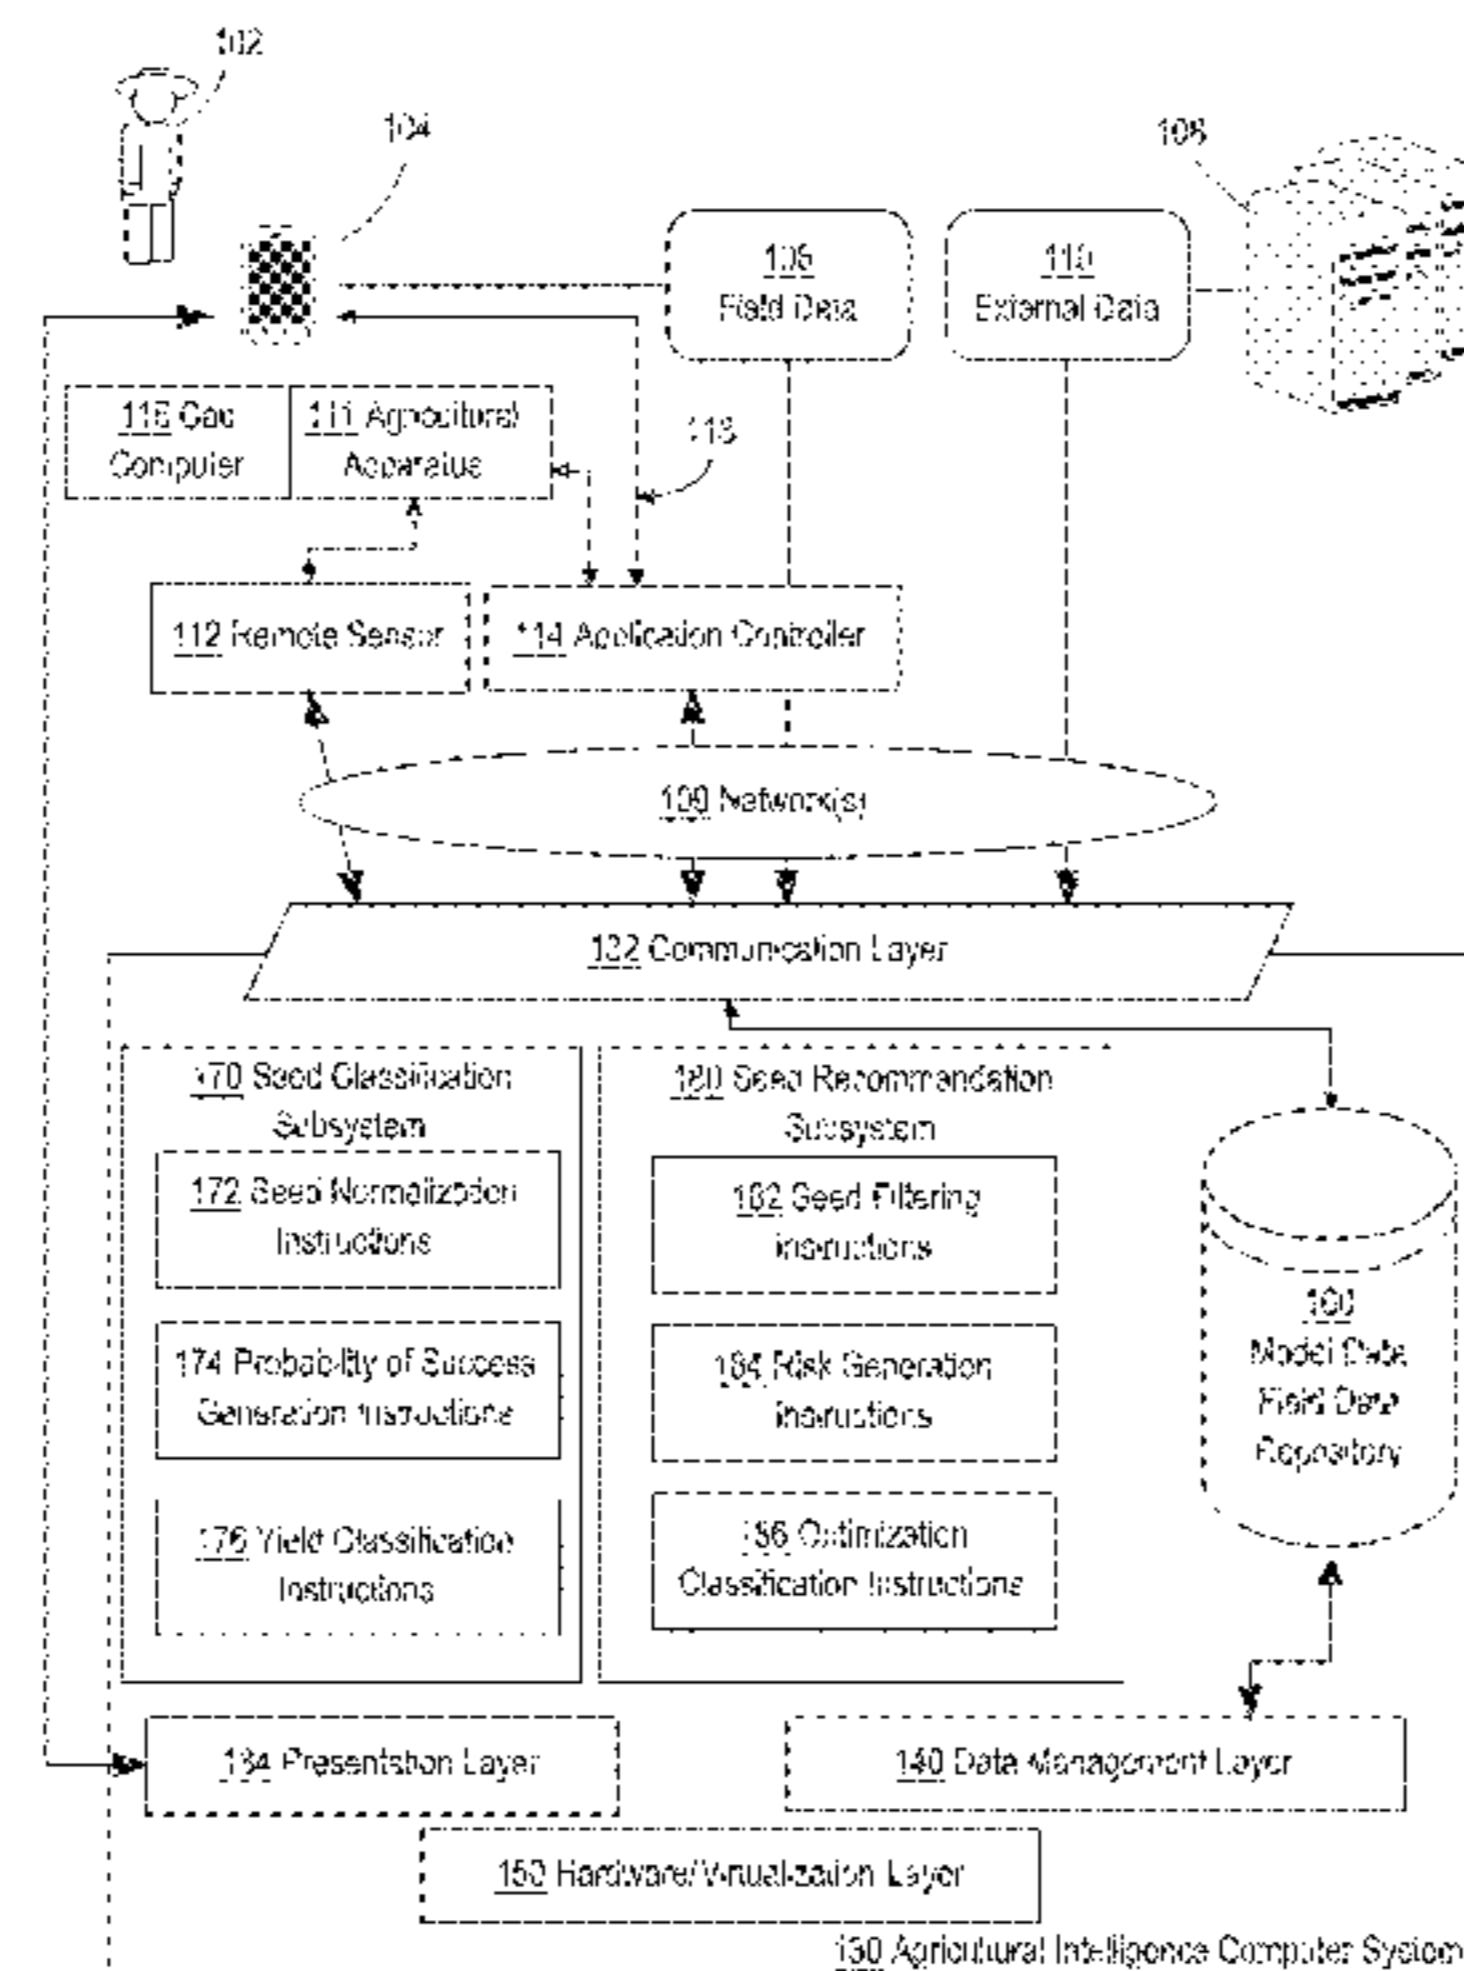 102
104
108
106
Field Data
110
External Data
115 Cab
Computer
111 Agricultural
Apparatus
113
112 Remote Sensor
114 Application Controller
109 Network(s)
132 Communication Layer
170 Seed Classification
Subsystem
172 Seed Normalization
Instructions
174 Probability of Success
Generation Instructions
176 Yield Classification
Instructions
180 Seed Recommendation
Subsystem
182 Seed Filtering
Instructions
184 Risk Generation
Instructions
186 Optimization
Classification Instructions
160
Model Data
Field Data
Repository
134 Presentation Layer
140 Data Management Layer
150 Hardware/Virtualization Layer
130 Agricultural Intelligence Computer System